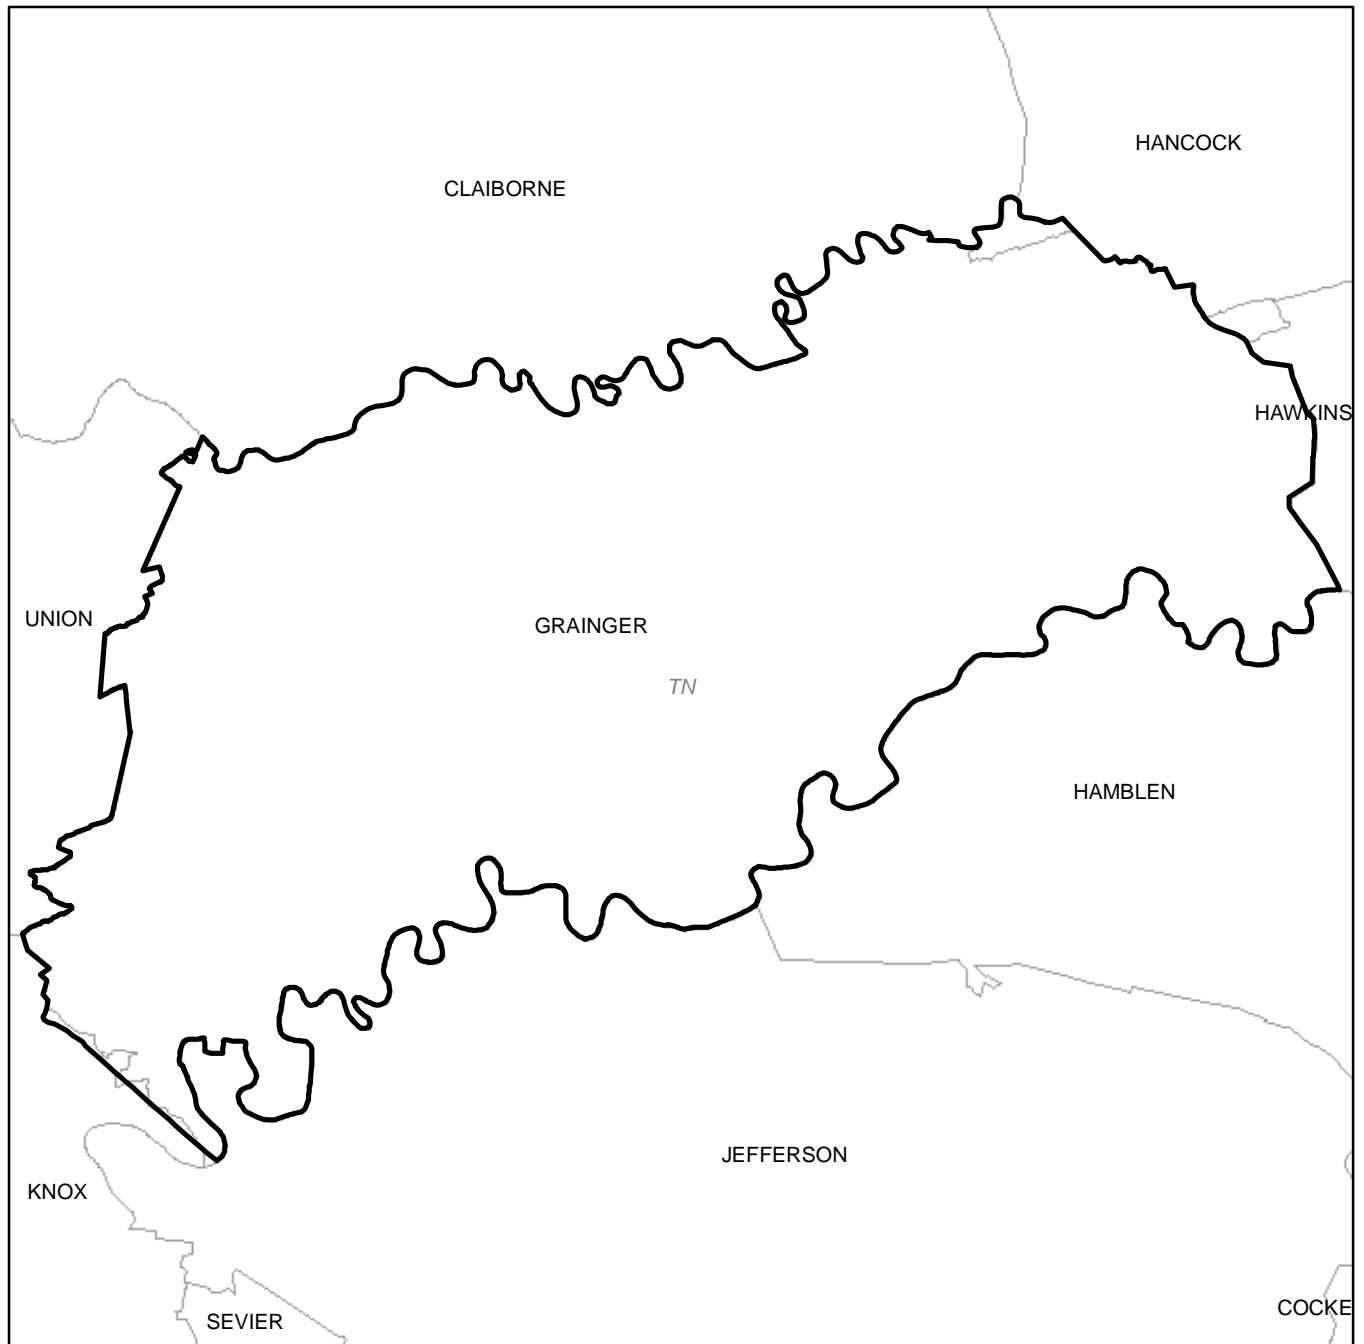 HANCOCK
CLAIBORNE
HAWKINS
UNION
GRAINGER
TN
HAMBLEN
JEFFERSON
KNOX
SEVIER
COCKE